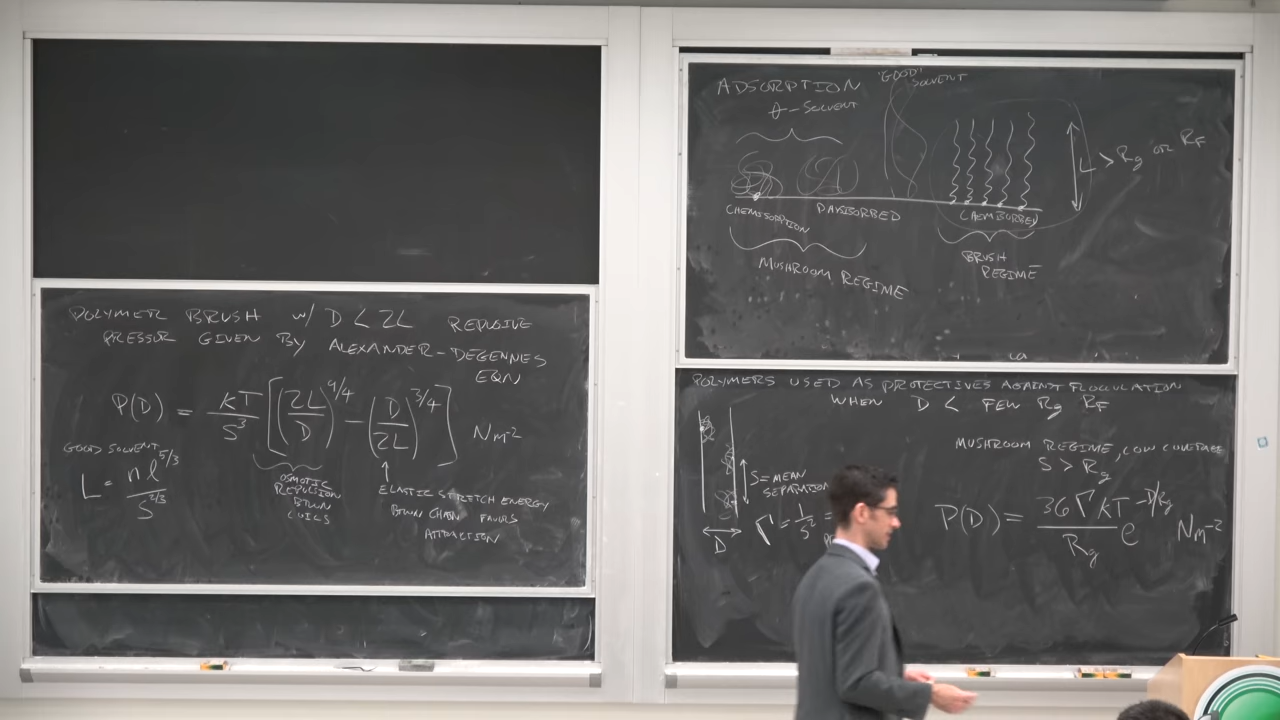 POLYMER BRUSH W/ D < 2L REPULSIVE
PRESSUR GIVEN BY ALEXANDER-DEGENNES
EQN
P(D) = kT/S³ [(2L/D)^9/4 − (D/2L)^3/4] Nm⁻²
GOOD SOLVENT
L = nl^5/3 / S^2/3
OSMOTIC
REPULSION
BTWN
COILS
ELASTIC STRETCH ENERGY
BTWN CHAIN FAVORS
ATTRACTION
ADSORPTION
"GOOD" SOLVENT
θ-SOLVENT
L > Rg OR RF
CHEMISORPTION
PHYSISORBED
CHEMISORBED
MUSHROOM REGIME
BRUSH
REGIME
POLYMERS USED AS PROTECTIVES AGAINST FLOCULATION
WHEN D < FEW Rg RF
MUSHROOM REGIME, LOW COVERAGE
S > Rg
S = MEAN
SEPARATION
D
Γ = 1/S² =
P(D) = 36ΓkT/Rg e^−D/Rg Nm⁻²